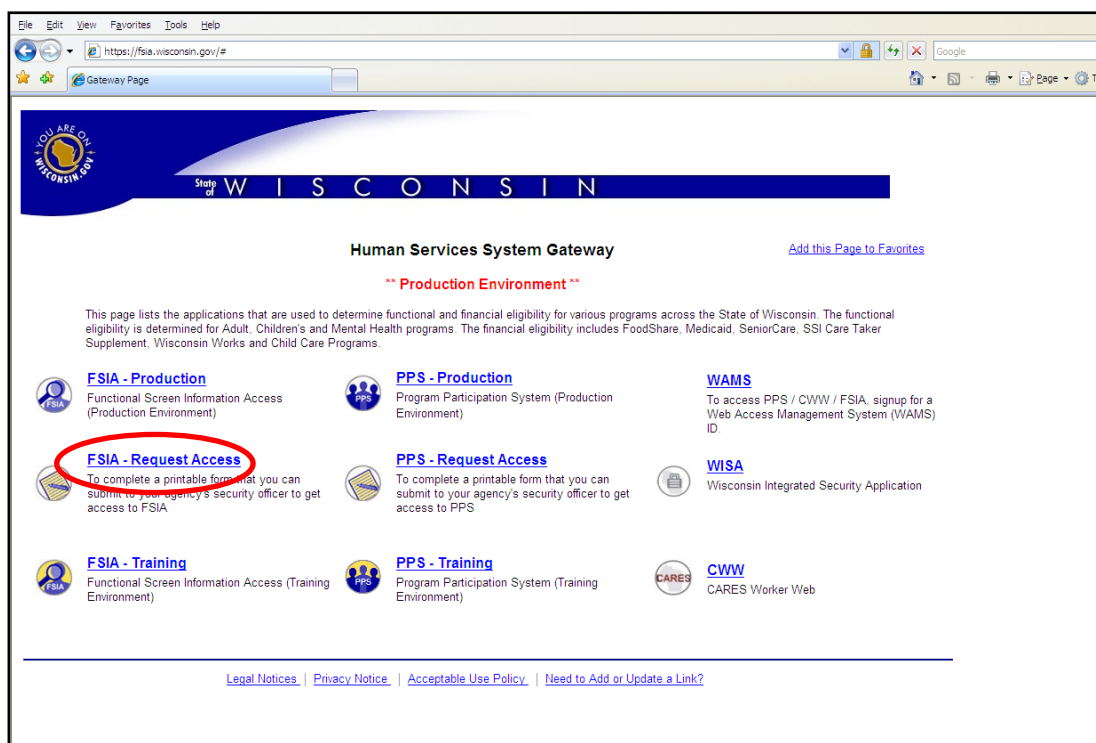 File Edit View Favorites Tools Help
https://fsia.wisconsin.gov/#
Google
Gateway Page
Page
YOU ARE ON
WISCONSIN.GOV
State of WISCONSIN
Human Services System Gateway
Add this Page to Favorites
** Production Environment **
This page lists the applications that are used to determine functional and financial eligibility for various programs across the State of Wisconsin. The functional
eligibility is determined for Adult, Children's and Mental Health programs. The financial eligibility includes FoodShare, Medicaid, SeniorCare, SSI Care Taker
Supplement, Wisconsin Works and Child Care Programs.
FSIA
FSIA - Production
Functional Screen Information Access
(Production Environment)
PPS
PPS - Production
Program Participation System (Production
Environment)
WAMS
To access PPS / CWW / FSIA, signup for a
Web Access Management System (WAMS)
ID.
FSIA - Request Access
To complete a printable form that you can
submit to your agency's security officer to get
access to FSIA
PPS - Request Access
To complete a printable form that you can
submit to your agency's security officer to get
access to PPS
WISA
Wisconsin Integrated Security Application
FSIA
FSIA - Training
Functional Screen Information Access (Training
Environment)
PPS
PPS - Training
Program Participation System (Training
Environment)
CARES
CWW
CARES Worker Web
Legal Notices | Privacy Notice | Acceptable Use Policy | Need to Add or Update a Link?